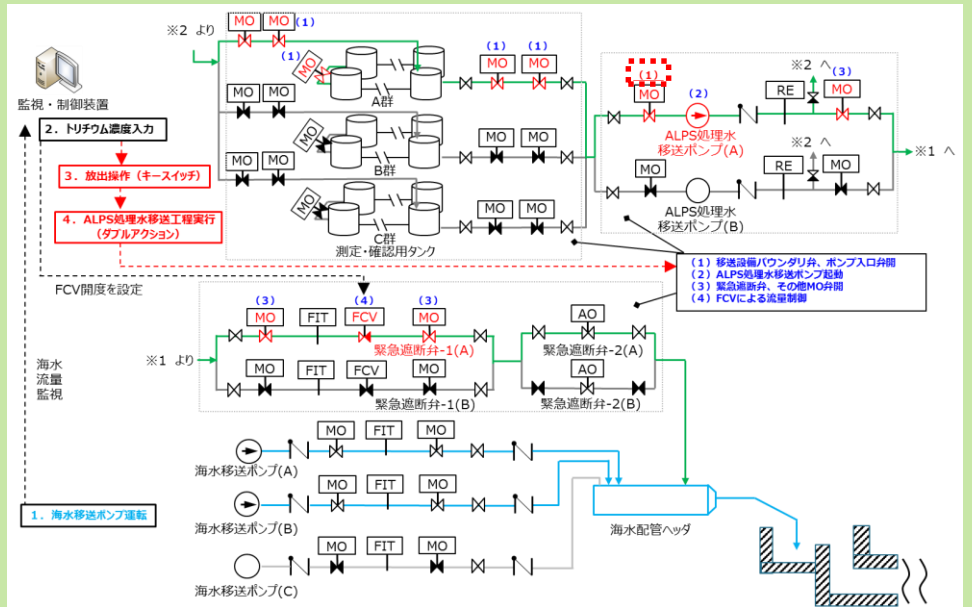 ※2 より
MO
MO
(1)
(1)
MO
A群
(1)
(1)
MO
MO
MO
MO
MO
B群
MO
MO
MO
MO
MO
C群
MO
MO
測定・確認用タンク
監視・制御装置
2. トリチウム濃度入力
3. 放出操作（キースイッチ）
4. ALPS処理水移送工程実行
（ダブルアクション）
FCV開度を設定
海水
流量
監視
1. 海水移送ポンプ運転
(1)
MO
(2)
ALPS処理水
移送ポンプ(A)
RE
※2 へ
(3)
MO
※1 へ
MO
ALPS処理水
移送ポンプ(B)
RE
※2 へ
MO
(1) 移送設備バウンダリ弁、ポンプ入口弁開
(2) ALPS処理水移送ポンプ起動
(3) 緊急遮断弁、その他MO弁開
(4) FCVによる流量制御
※1 より
(3)
MO
FIT
(4)
FCV
(3)
MO
緊急遮断弁-1(A)
MO
FIT
FCV
MO
緊急遮断弁-1(B)
AO
緊急遮断弁-2(A)
AO
緊急遮断弁-2(B)
MO
FIT
MO
海水移送ポンプ(A)
MO
FIT
MO
海水移送ポンプ(B)
MO
FIT
MO
海水移送ポンプ(C)
海水配管ヘッダ